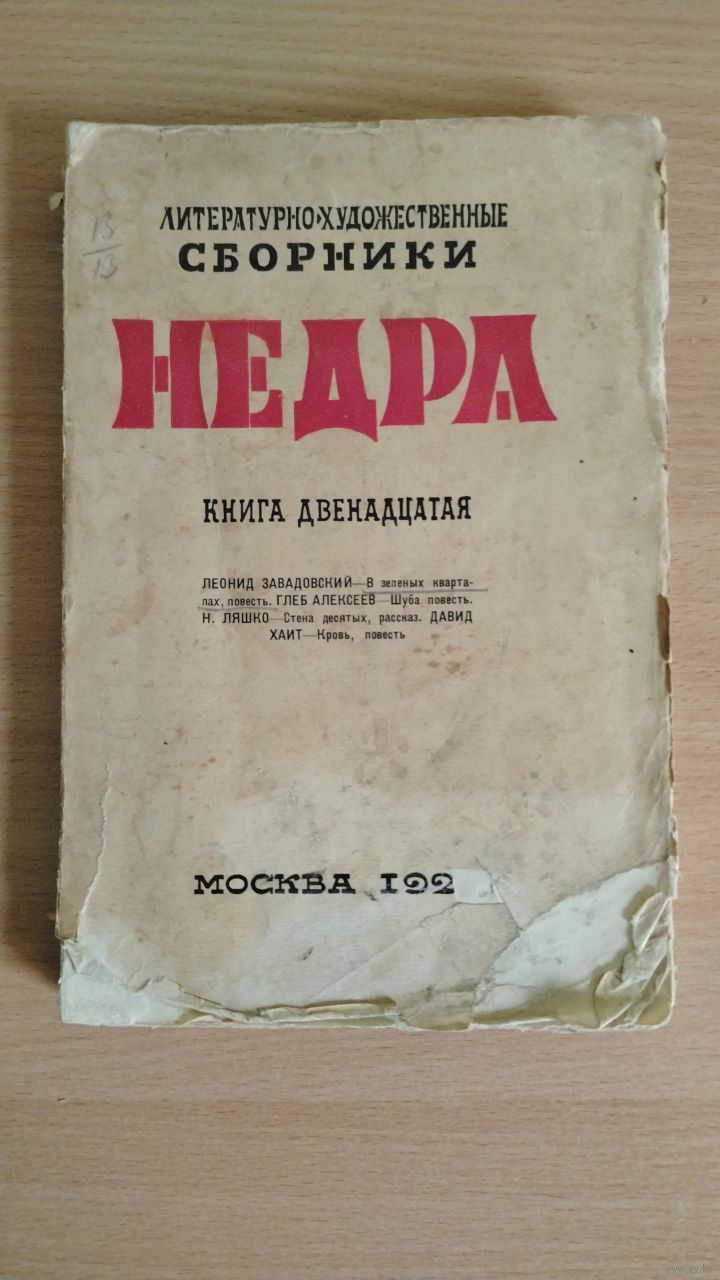 13
13
ЛИТЕРАТУРНО-ХУДОЖЕСТВЕННЫЕ
СБОРНИКИ
НЕДРА
КНИГА ДВЕНАДЦАТАЯ
ЛЕОНИД ЗАВАДОВСКИЙ—В зеленых кварта-
лах, повесть. ГЛЕБ АЛЕКСЕЕВ—Шуба, повесть.
Н. ЛЯШКО—Стена десятых, рассказ. ДАВИД
ХАИТ—Кровь, повесть
МОСКВА 192